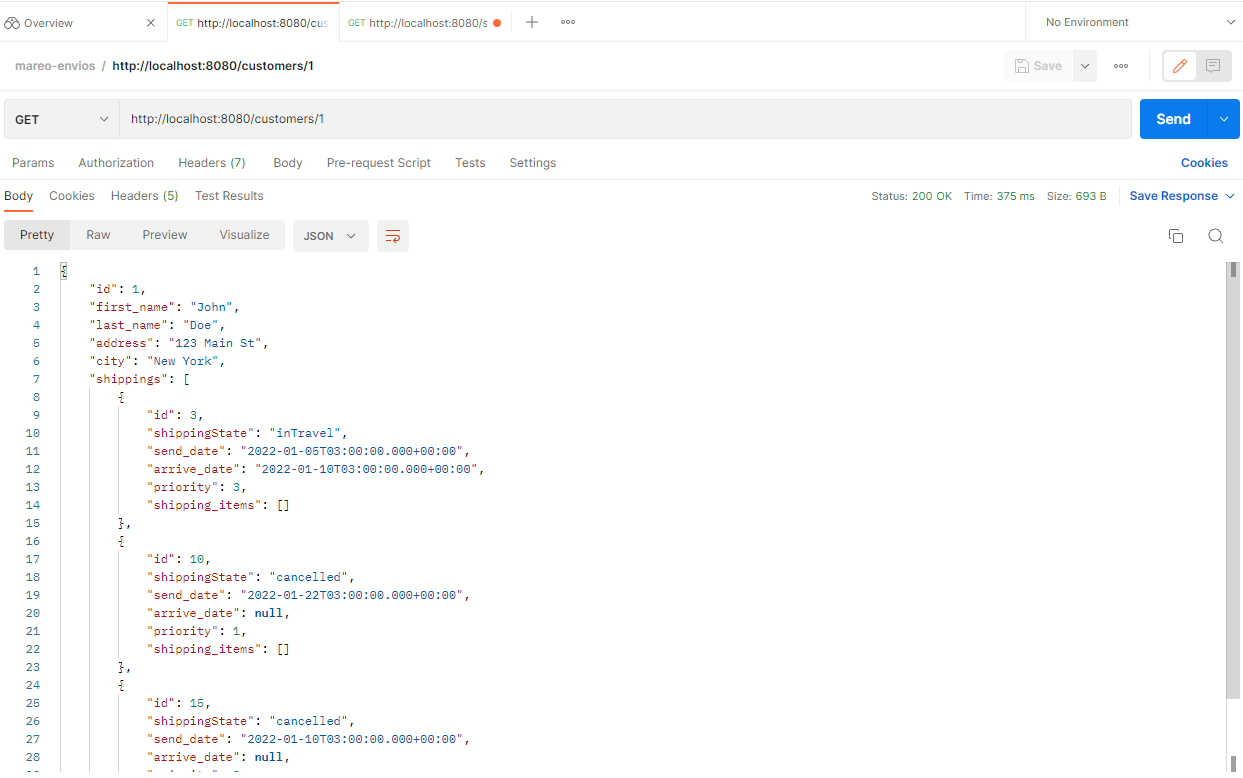 Overview
GET http://localhost:8080/cus
GET http://localhost:8080/s
No Environment
mareo-envios / http://localhost:8080/customers/1
Save
GET
http://localhost:8080/customers/1
Send
Params Authorization Headers (7) Body Pre-request Script Tests Settings
Cookies
Body Cookies Headers (5) Test Results
Status: 200 OK Time: 375 ms Size: 693 B Save Response
Pretty Raw Preview Visualize JSON
1 {
2 "id": 1,
3 "first_name": "John",
4 "last_name": "Doe",
5 "address": "123 Main St",
6 "city": "New York",
7 "shippings": [
8 {
9 "id": 3,
10 "shippingState": "inTravel",
11 "send_date": "2022-01-05T03:00:00.000+00:00",
12 "arrive_date": "2022-01-10T03:00:00.000+00:00",
13 "priority": 3,
14 "shipping_items": []
15 },
16 {
17 "id": 10,
18 "shippingState": "cancelled",
19 "send_date": "2022-01-22T03:00:00.000+00:00",
20 "arrive_date": null,
21 "priority": 1,
22 "shipping_items": []
23 },
24 {
25 "id": 15,
26 "shippingState": "cancelled",
27 "send_date": "2022-01-10T03:00:00.000+00:00",
28 "arrive_date": null,